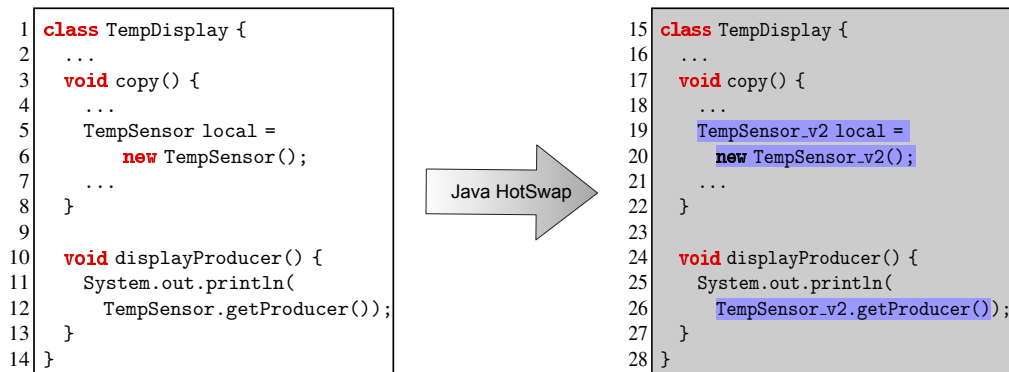 1 class TempDisplay {
2 ...
3 void copy() {
4 ...
5 TempSensor local =
6 new TempSensor();
7 ...
8 }
9
10 void displayProducer() {
11 System.out.println(
12 TempSensor.getProducer());
13 }
14 }
Java HotSwap
15 class TempDisplay {
16 ...
17 void copy() {
18 ...
19 TempSensor_v2 local =
20 new TempSensor_v2();
21 ...
22 }
23
24 void displayProducer() {
25 System.out.println(
26 TempSensor_v2.getProducer());
27 }
28 }